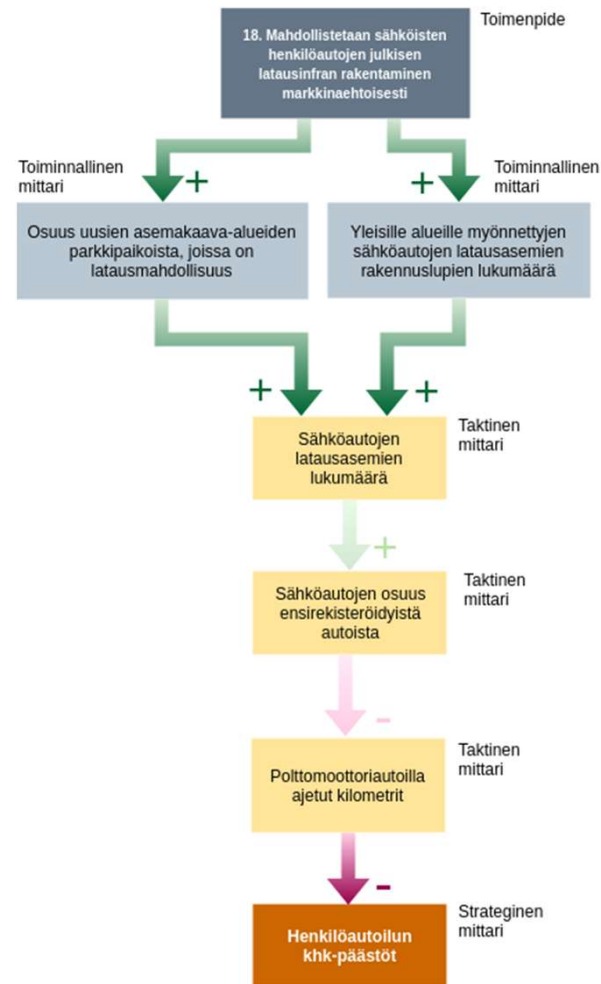 Toimenpide
18. Mahdollistetaan sähköisten
henkilöautojen julkisen
latausinfran rakentaminen
markkinaehtoisesti
Toiminnallinen
mittari
+
+
Toiminnallinen
mittari
Osuus uusien asemakaava-alueiden
parkkipaikoista, joissa on
latausmahdollisuus
Yleisille alueille myönnettyjen
sähköautojen latausasemien
rakennuslupien lukumäärä
+
+
Sähköautojen
latausasemien
lukumäärä
Taktinen
mittari
+
Sähköautojen osuus
ensirekisteröidyistä
autoista
Taktinen
mittari
-
Polttomoottoriautoilla
ajetut kilometrit
Taktinen
mittari
-
Henkilöautoilun
khk-päästöt
Strateginen
mittari